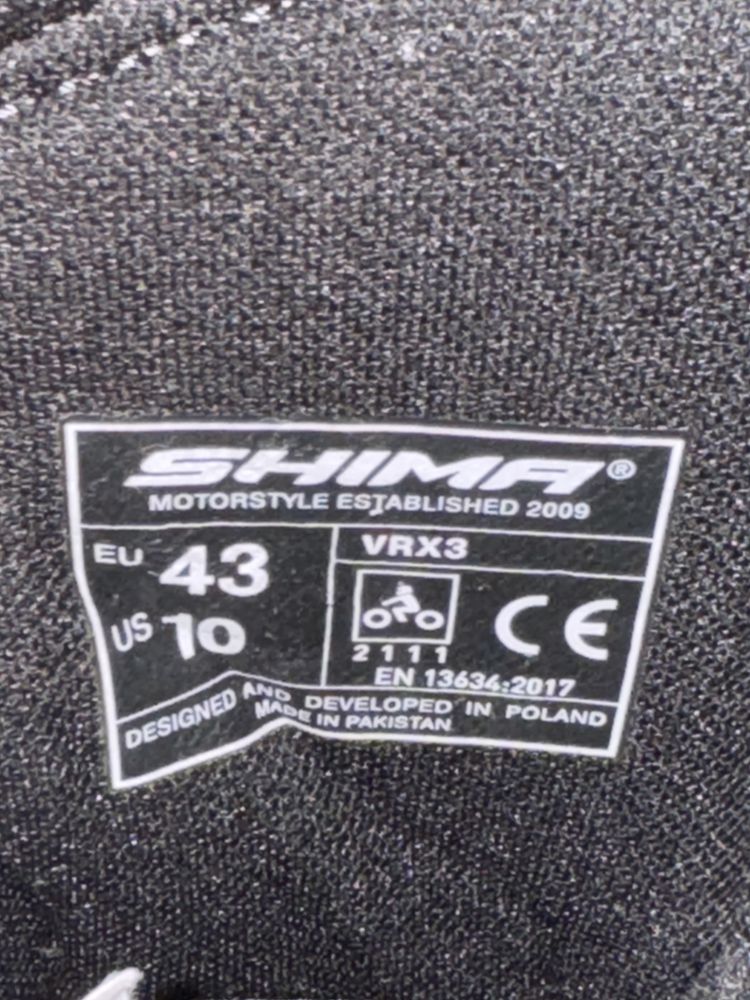 SHIMA®
MOTORSTYLE ESTABLISHED 2009
EU 43
US 10
VRX3
2 1 1 1
CE
EN 13634:2017
DESIGNED AND DEVELOPED IN POLAND
MADE IN PAKISTAN